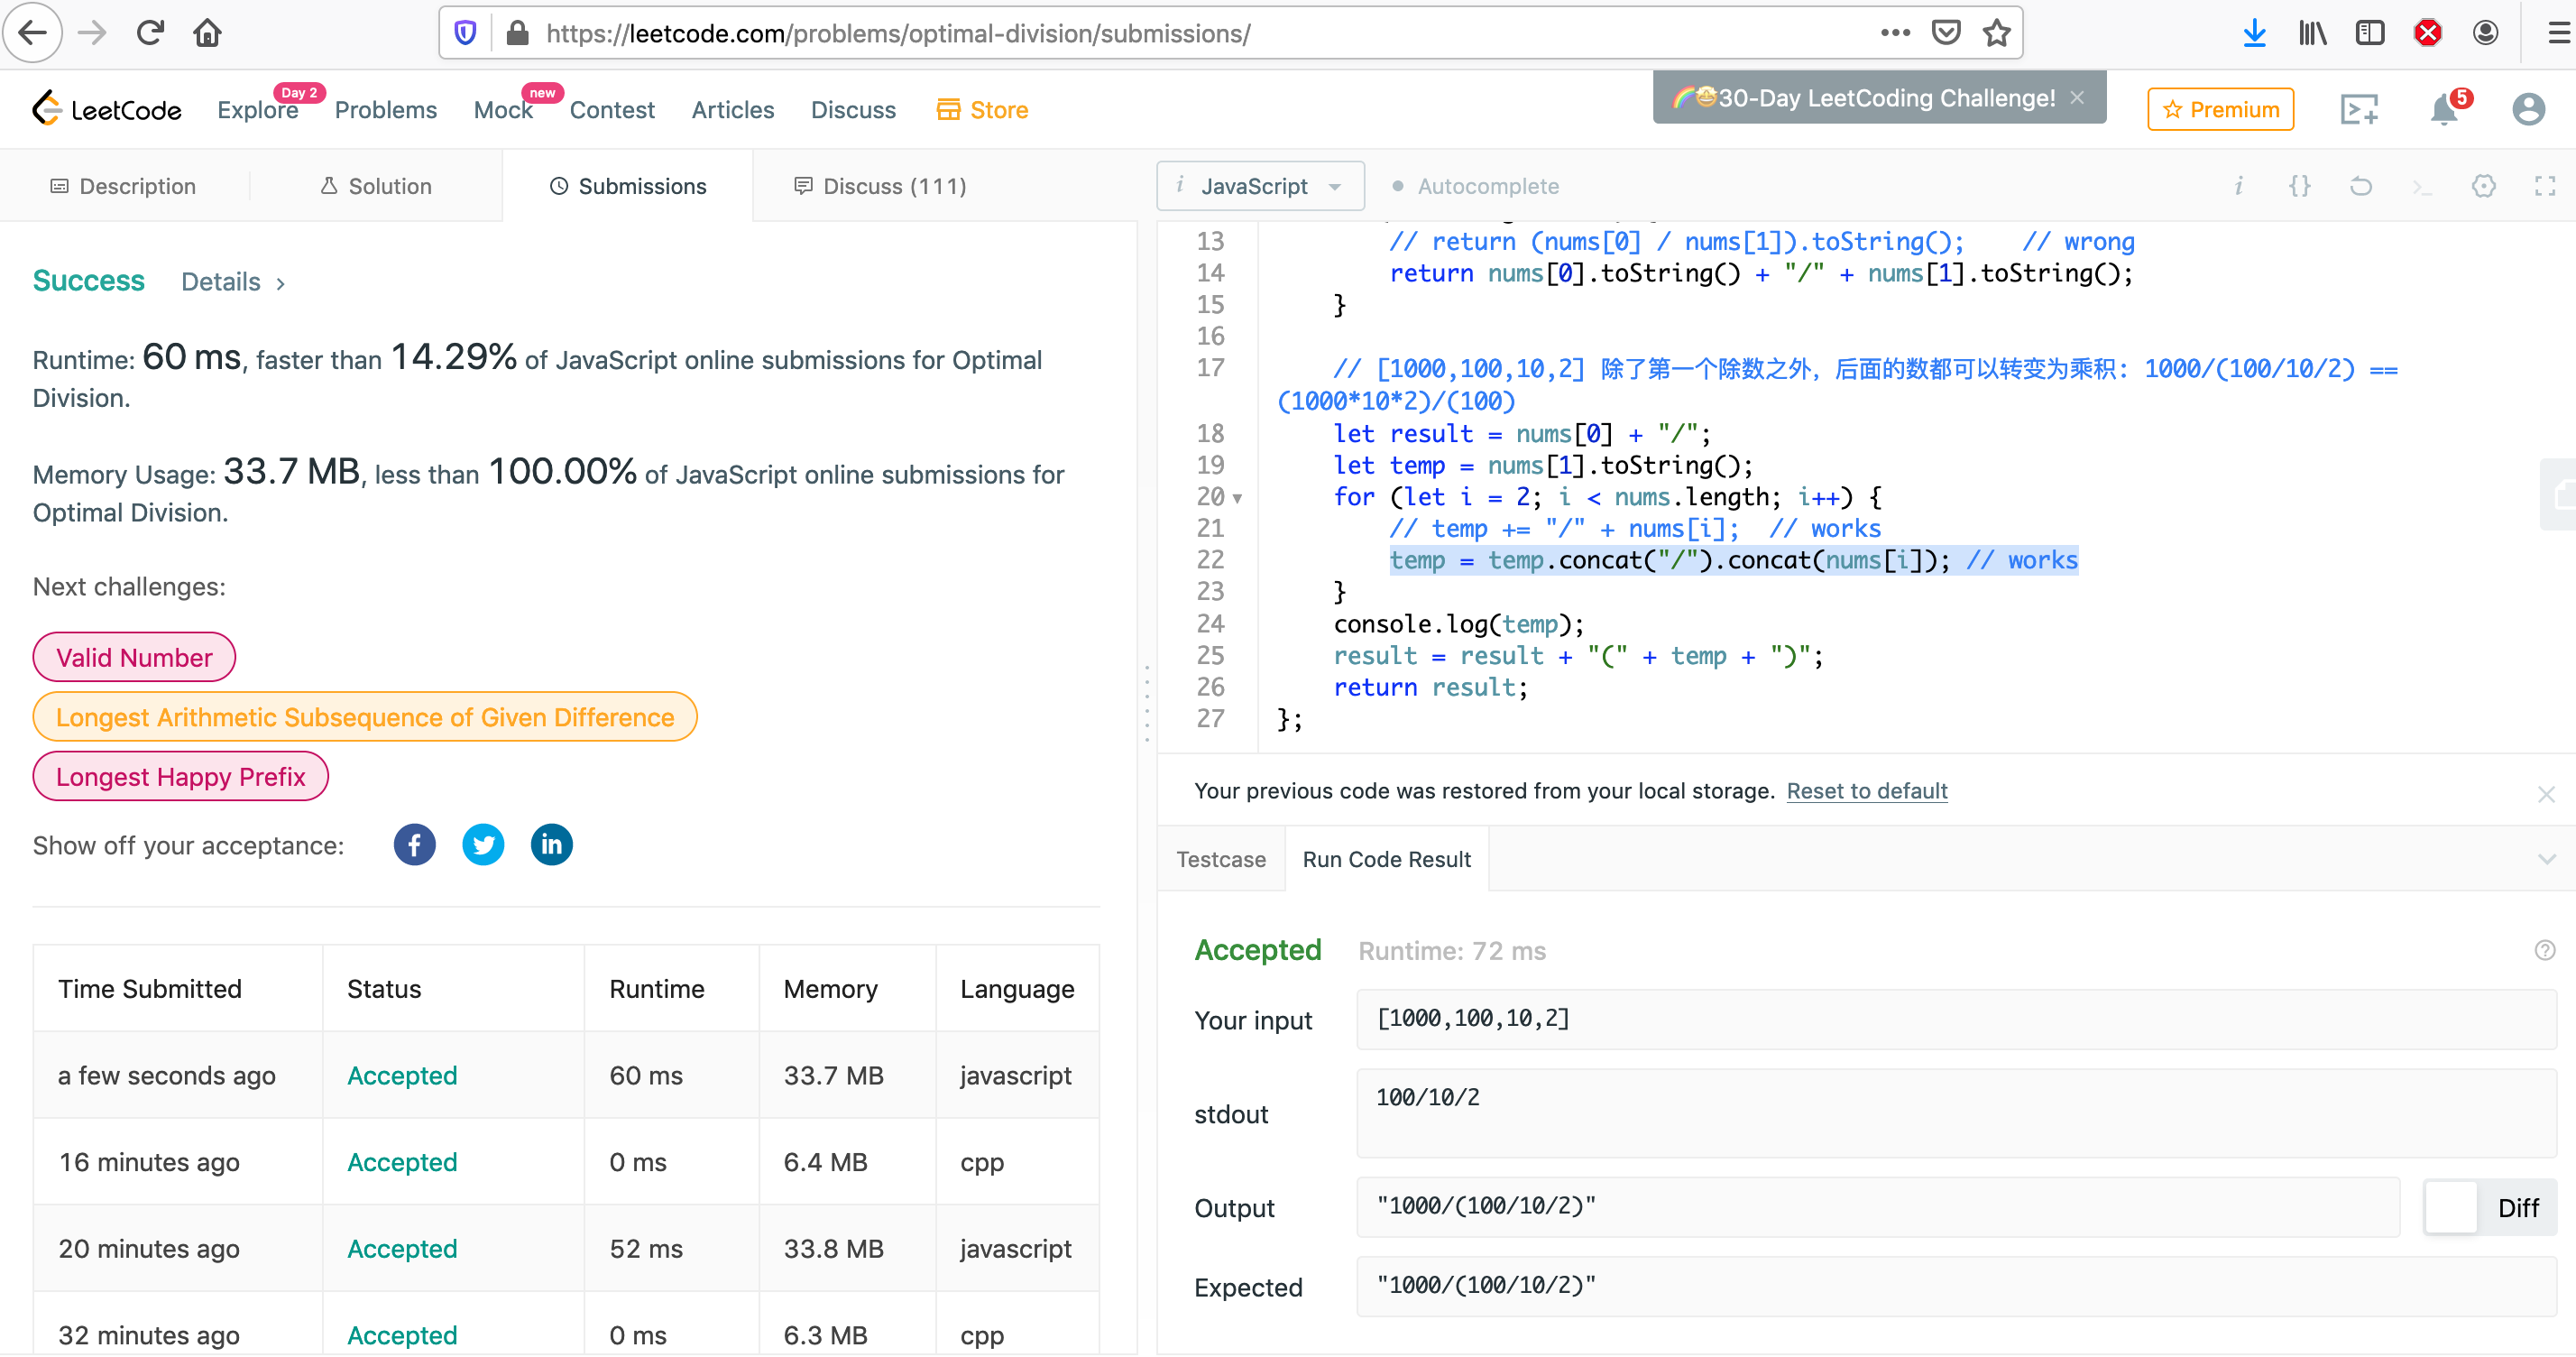 https://leetcode.com/problems/optimal-division/submissions/
LeetCode
Explore
Day 2
Problems
Mock
new
Contest
Articles
Discuss
Store
30-Day LeetCoding Challenge!
Premium
5
Description
Solution
Submissions
Discuss (111)
Success
Details
Runtime: 60 ms, faster than 14.29% of JavaScript online submissions for Optimal
Division.
Memory Usage: 33.7 MB, less than 100.00% of JavaScript online submissions for
Optimal Division.
Next challenges:
Valid Number
Longest Arithmetic Subsequence of Given Difference
Longest Happy Prefix
Show off your acceptance:
Time Submitted Status Runtime Memory Language
a few seconds ago Accepted 60 ms 33.7 MB javascript
16 minutes ago Accepted 0 ms 6.4 MB cpp
20 minutes ago Accepted 52 ms 33.8 MB javascript
32 minutes ago Accepted 0 ms 6.3 MB cpp
i JavaScript
Autocomplete
13 // return (nums[0] / nums[1]).toString(); // wrong
14 return nums[0].toString() + "/" + nums[1].toString();
15 }
16
17 // [1000,100,10,2] 除了第一个除数之外，后面的数都可以转变为乘积: 1000/(100/10/2) ==
(1000*10*2)/(100)
18 let result = nums[0] + "/";
19 let temp = nums[1].toString();
20 for (let i = 2; i < nums.length; i++) {
21 // temp += "/" + nums[i]; // works
22 temp = temp.concat("/").concat(nums[i]); // works
23 }
24 console.log(temp);
25 result = result + "(" + temp + ")";
26 return result;
27 };
Your previous code was restored from your local storage. Reset to default
Testcase
Run Code Result
Accepted
Runtime: 72 ms
Your input
[1000,100,10,2]
stdout
100/10/2
Output
"1000/(100/10/2)"
Diff
Expected
"1000/(100/10/2)"